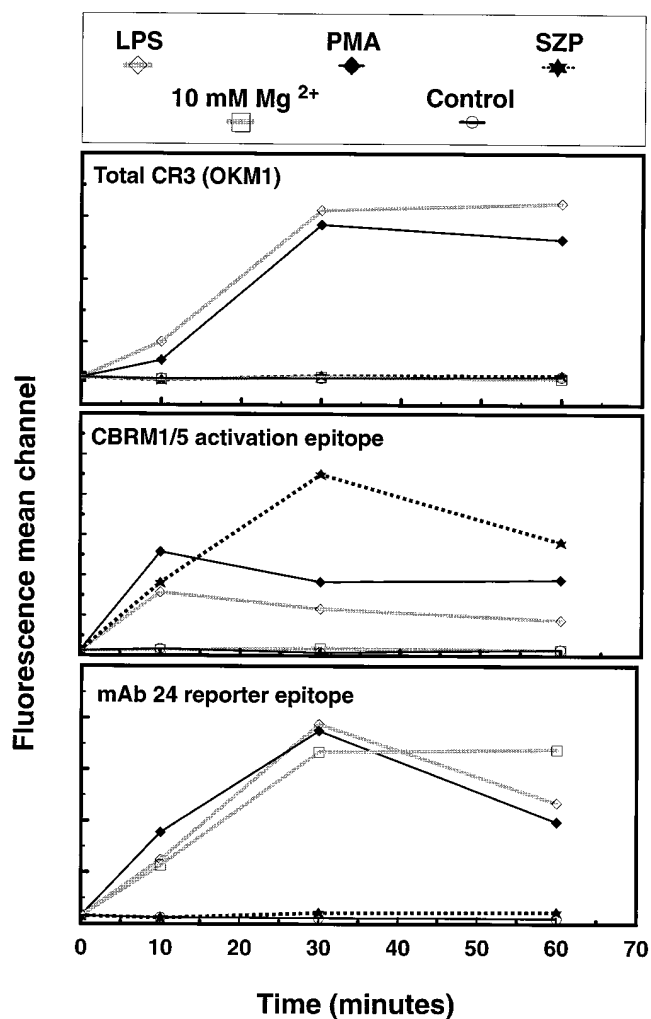 LPS PMA SZP
10 mM Mg 2+ Control
Total CR3 (OKM1)
CBRM1/5 activation epitope
mAb 24 reporter epitope
Fluorescence mean channel
0 10 20 30 40 50 60 70
Time (minutes)